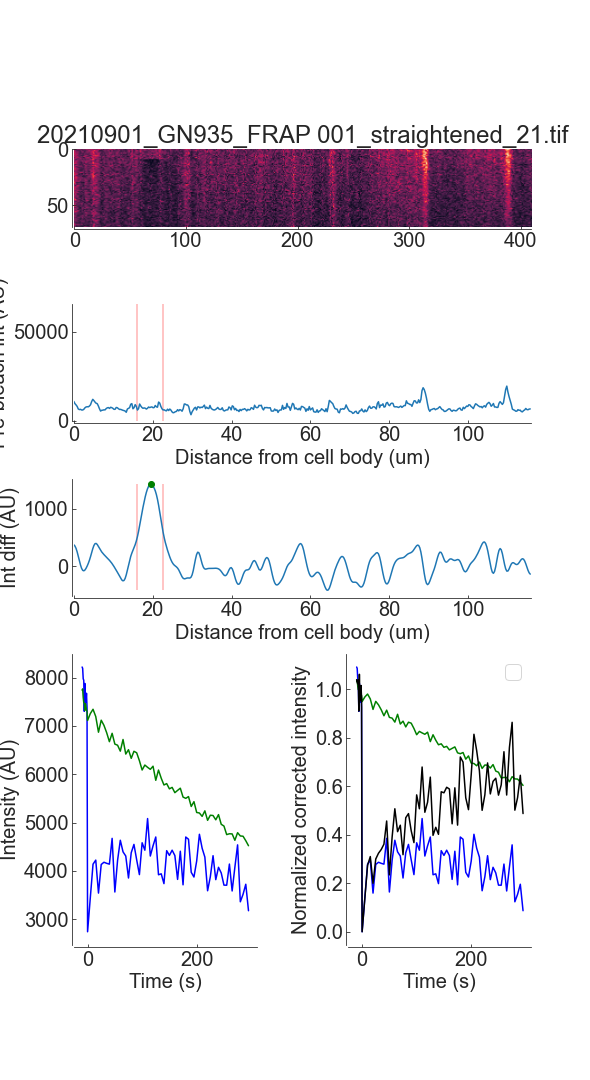 20210901_GN935_FRAP 001_straightened_21.tif
0
50
0 100 200 300 400
50000
0
0 20 40 60 80 100
Distance from cell body (um)
Int diff (AU)
1000
0
0 20 40 60 80 100
Distance from cell body (um)
Intensity (AU)
8000
7000
6000
5000
4000
3000
0 200
Time (s)
Normalized corrected intensity
1.0
0.8
0.6
0.4
0.2
0.0
0 200
Time (s)